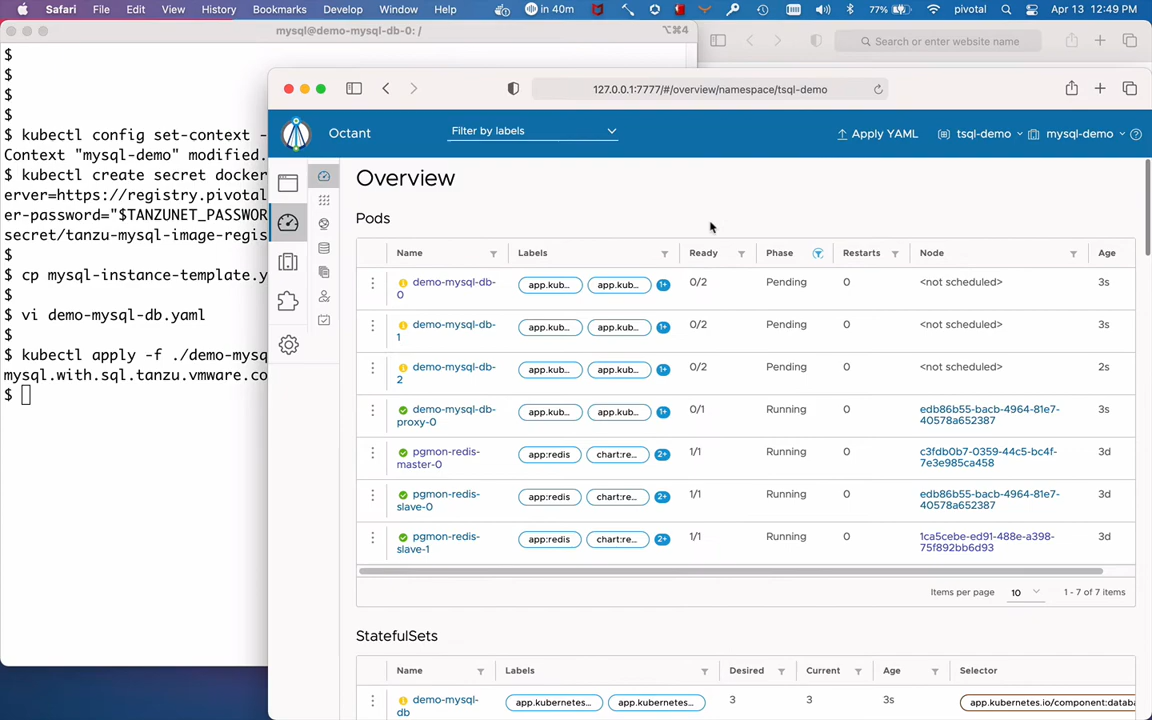 Safari File Edit View History Bookmarks Develop Window Help in 40m 77% pivotal Apr 13 12:49 PM
mysql@demo-mysql-db-0: / ⌥⌘4
Search or enter website name
$
$
$
$
$ kubectl config set-context -
Context "mysql-demo" modified.
$ kubectl create secret docker
erver=https://registry.pivotal
er-password="$TANZUNET_PASSWOR
secret/tanzu-mysql-image-regis
$
$ cp mysql-instance-template.y
$
$ vi demo-mysql-db.yaml
$
$ kubectl apply -f ./demo-mysq
mysql.with.sql.tanzu.vmware.co
$
127.0.0.1:7777/#/overview/namespace/tsql-demo
Octant Filter by labels Apply YAML tsql-demo mysql-demo
Overview
Pods
Name Labels Ready Phase Restarts Node Age
demo-mysql-db-0 app.kub... app.kub... 1+ 0/2 Pending 0 <not scheduled> 3s
demo-mysql-db-1 app.kub... app.kub... 1+ 0/2 Pending 0 <not scheduled> 3s
demo-mysql-db-2 app.kub... app.kub... 1+ 0/2 Pending 0 <not scheduled> 2s
demo-mysql-db-proxy-0 app.kub... app.kub... 1+ 0/1 Running 0 edb86b55-bacb-4964-81e7-40578a652387 3s
pgmon-redis-master-0 app:redis chart:re... 2+ 1/1 Running 0 c3fdb0b7-0359-44c5-bc4f-7e3e985ca458 3d
pgmon-redis-slave-0 app:redis chart:re... 2+ 1/1 Running 0 edb86b55-bacb-4964-81e7-40578a652387 3d
pgmon-redis-slave-1 app:redis chart:re... 2+ 1/1 Running 0 1ca5cebe-ed91-488e-a398-75f892bb6d93 3d
Items per page 10 1 - 7 of 7 items
StatefulSets
Name Labels Desired Current Age Selector
demo-mysql-db app.kubernetes... app.kubernetes... 3 3 3s app.kubernetes.io/component:databa